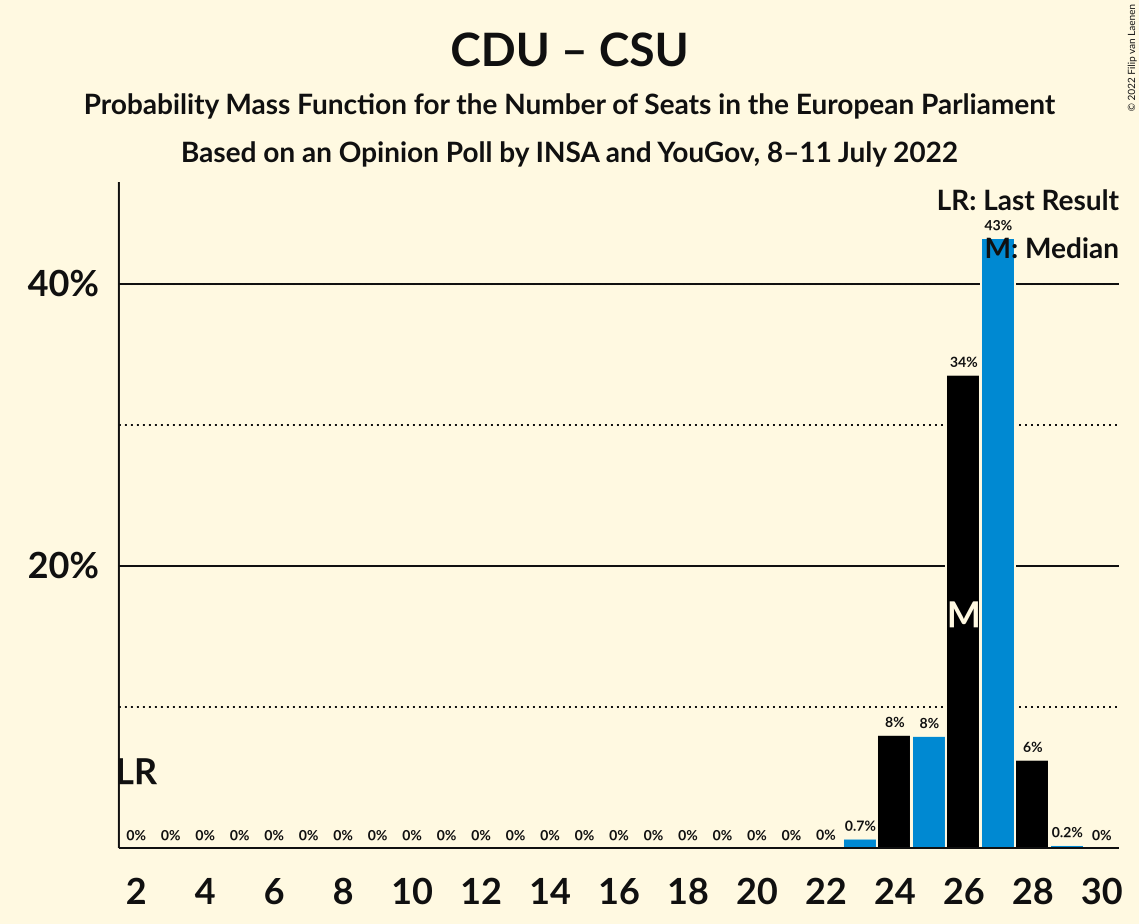 CDU – CSU
Probability Mass Function for the Number of Seats in the European Parliament
Based on an Opinion Poll by INSA and YouGov, 8–11 July 2022
© 2022 Filip van Laenen
LR: Last Result
43%
M: Median
40%
34%
20%
M
8% 8% 6%
LR
0% 0% 0% 0% 0% 0% 0% 0% 0% 0% 0% 0% 0% 0% 0% 0% 0% 0% 0% 0% 0% 0.7% 0.2% 0%
2 4 6 8 10 12 14 16 18 20 22 24 26 28 30